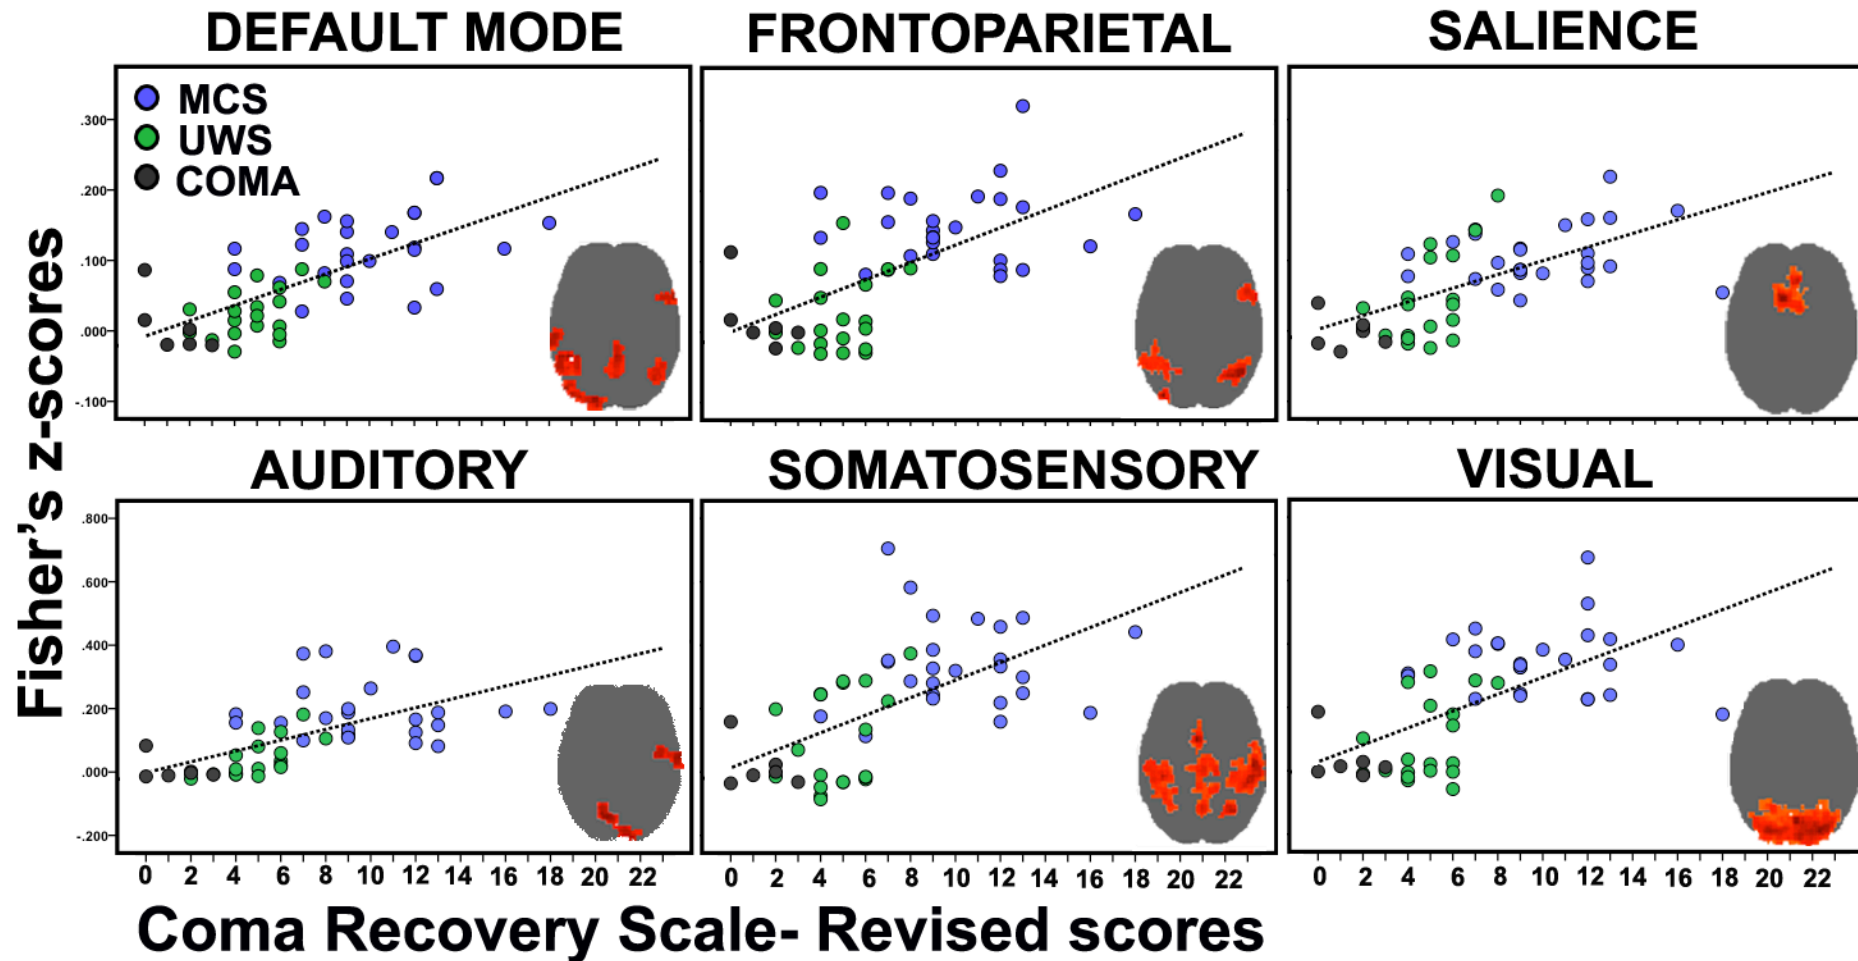 DEFAULT MODE
FRONTOPARIETAL
SALIENCE
MCS
UWS
COMA
.300
.200
.100
.000
-.100
AUDITORY
SOMATOSENSORY
VISUAL
.800
.600
.400
.200
.000
-.200
0 2 4 6 8 10 12 14 16 18 20 22
0 2 4 6 8 10 12 14 16 18 20 22
0 2 4 6 8 10 12 14 16 18 20 22
Fisher’s z-scores
Coma Recovery Scale- Revised scores